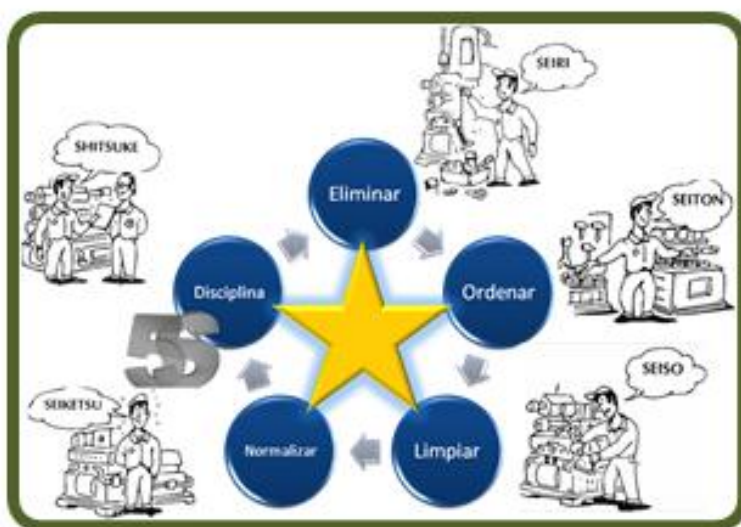 SEIRI
SHITSUKE
Eliminar
SEITON
Disciplina
Ordenar
5S
SEISO
SEIKETSU
Normalizar
Limpiar